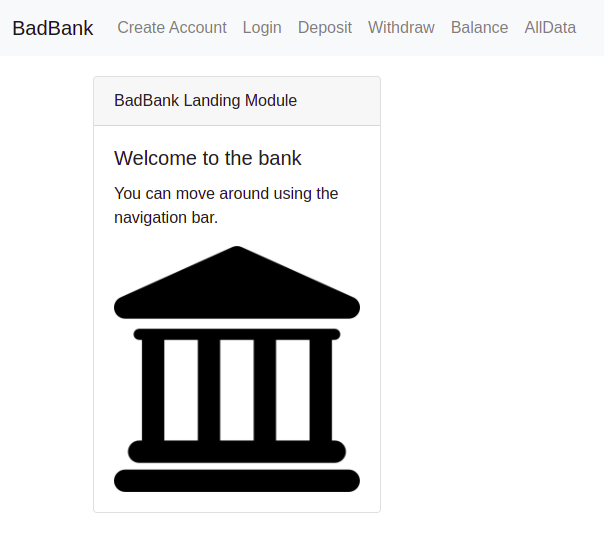 BadBank Create Account Login Deposit Withdraw Balance AllData
BadBank Landing Module
Welcome to the bank
You can move around using the
navigation bar.